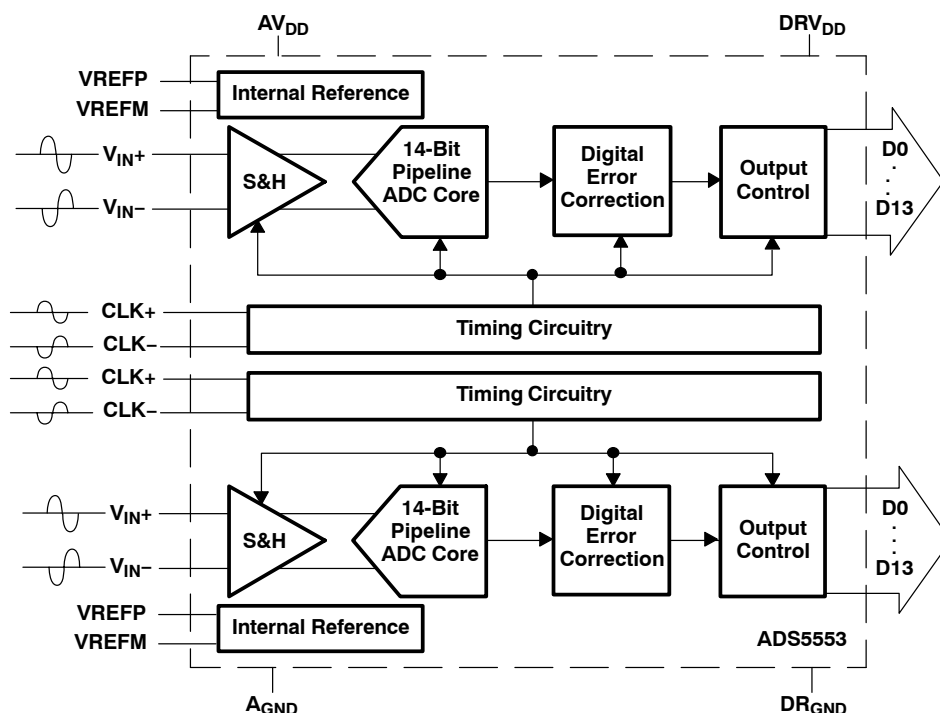 AVDD
DRVDD
VREFP
VREFM
Internal Reference
VIN+
VIN−
S&H
14-Bit
Pipeline
ADC Core
Digital
Error
Correction
Output
Control
D0
.
.
.
D13
CLK+
CLK−
Timing Circuitry
CLK+
CLK−
Timing Circuitry
VIN+
VIN−
S&H
14-Bit
Pipeline
ADC Core
Digital
Error
Correction
Output
Control
D0
.
.
.
D13
VREFP
VREFM
Internal Reference
ADS5553
AGND
DRGND